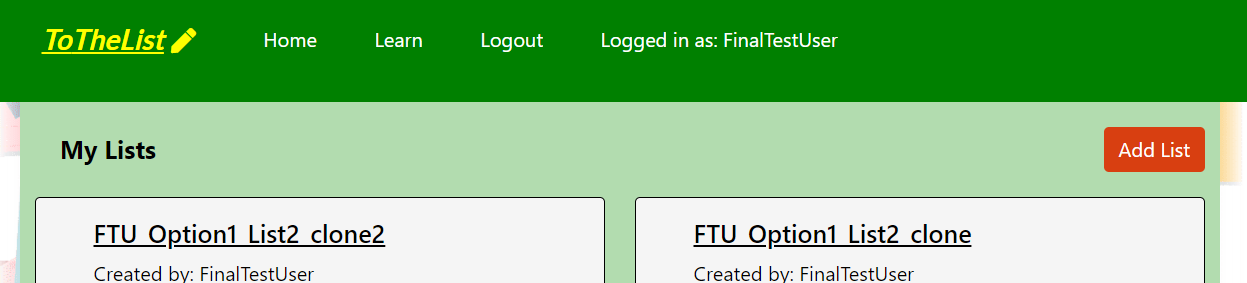 ToTheList Home Learn Logout Logged in as: FinalTestUser
My Lists Add List
FTU_Option1_List2_clone2 FTU_Option1_List2_clone
Created by: FinalTestUser Created by: FinalTestUser